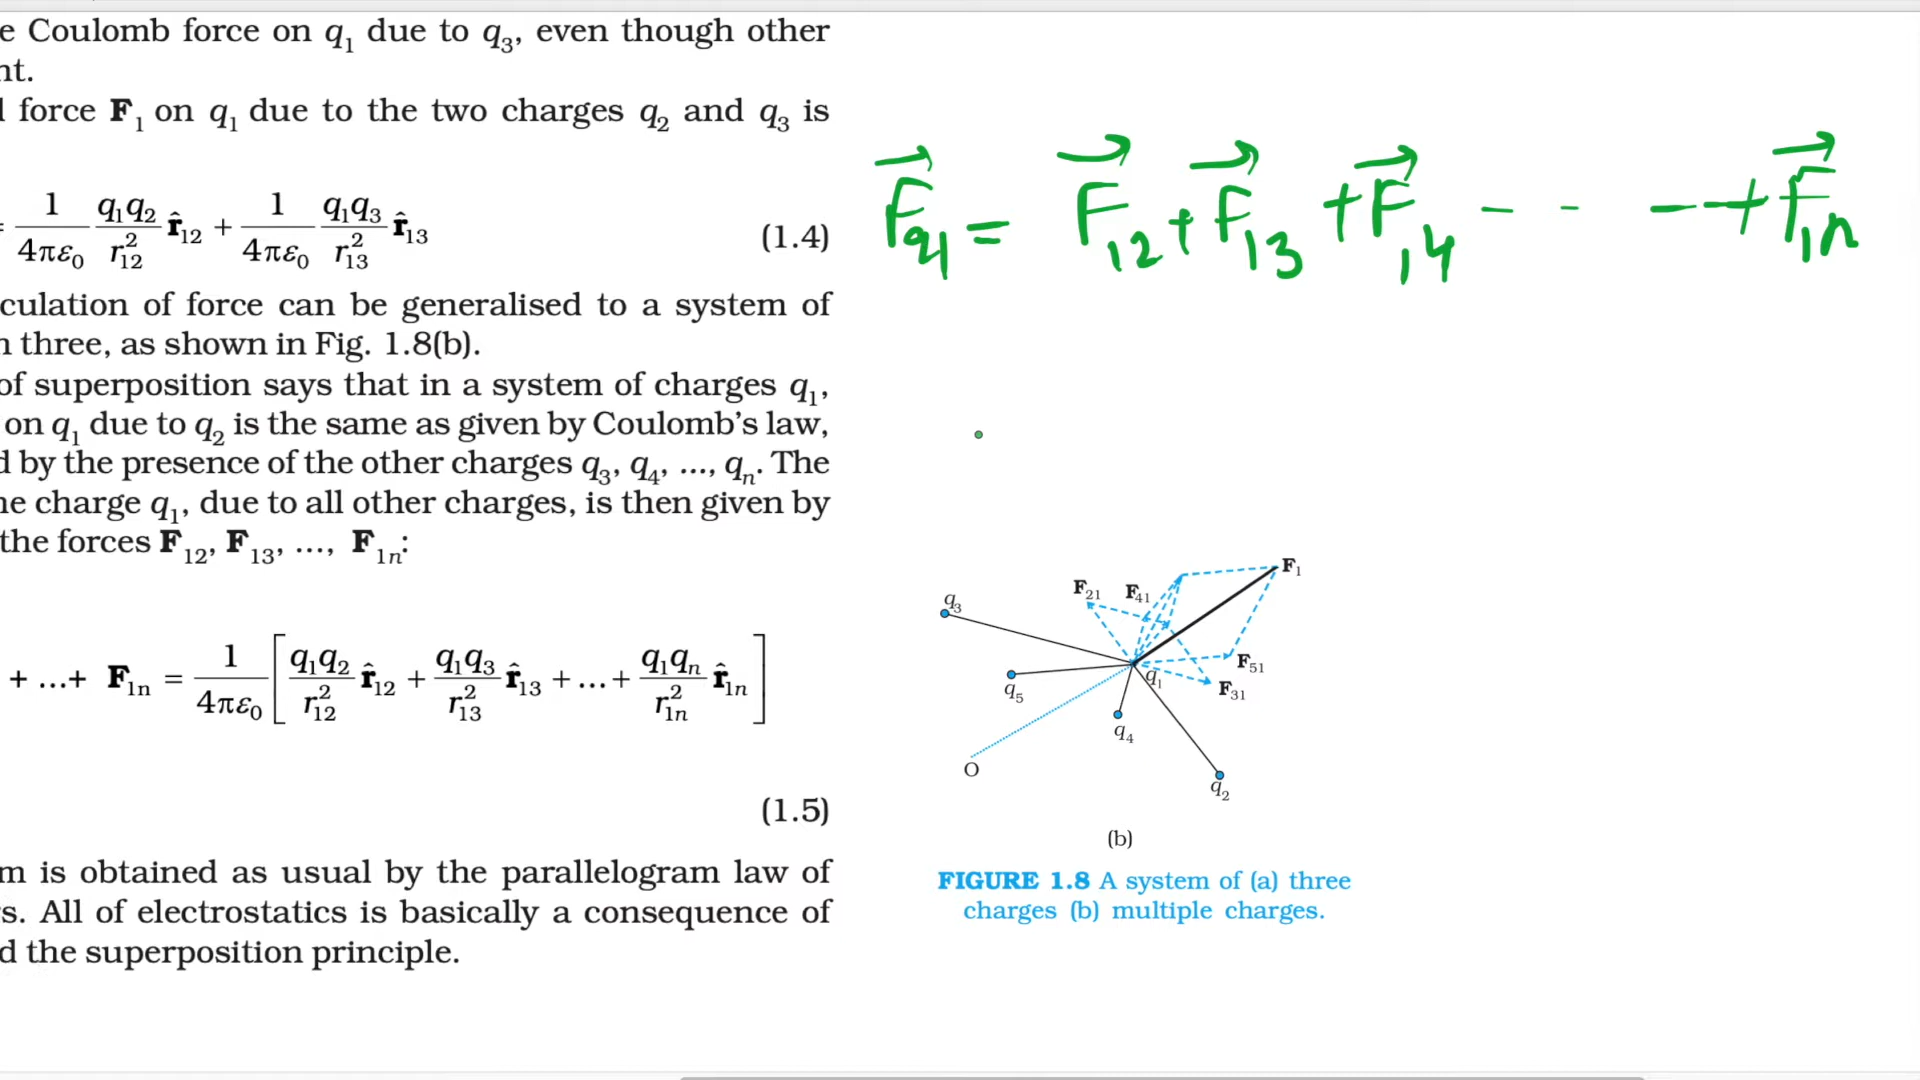 e Coulomb force on q₁ due to q₃, even though other
nt.
l force F₁ on q₁ due to the two charges q₂ and q₃ is
= 1/4πε₀ q₁q₂/r₁₂² r̂₁₂ + 1/4πε₀ q₁q₃/r₁₃² r̂₁₃ (1.4)
culation of force can be generalised to a system of
n three, as shown in Fig. 1.8(b).
of superposition says that in a system of charges q₁,
on q₁ due to q₂ is the same as given by Coulomb's law,
d by the presence of the other charges q₃, q₄, ..., qₙ. The
he charge q₁, due to all other charges, is then given by
the forces F₁₂, F₁₃, ..., F₁ₙ:
+ ...+ F₁ₙ = 1/4πε₀ [ q₁q₂/r₁₂² r̂₁₂ + q₁q₃/r₁₃² r̂₁₃ + ... + q₁qₙ/r₁ₙ² r̂₁ₙ ]
(1.5)
m is obtained as usual by the parallelogram law of
s. All of electrostatics is basically a consequence of
d the superposition principle.
F⃗q1 = F⃗12 + F⃗13 + F⃗14 - - - + F⃗1n
F₁
F₂₁ F₄₁
q₃
F₅₁
q₁
F₃₁
q₅
q₄
O
q₂
(b)
FIGURE 1.8 A system of (a) three
charges (b) multiple charges.